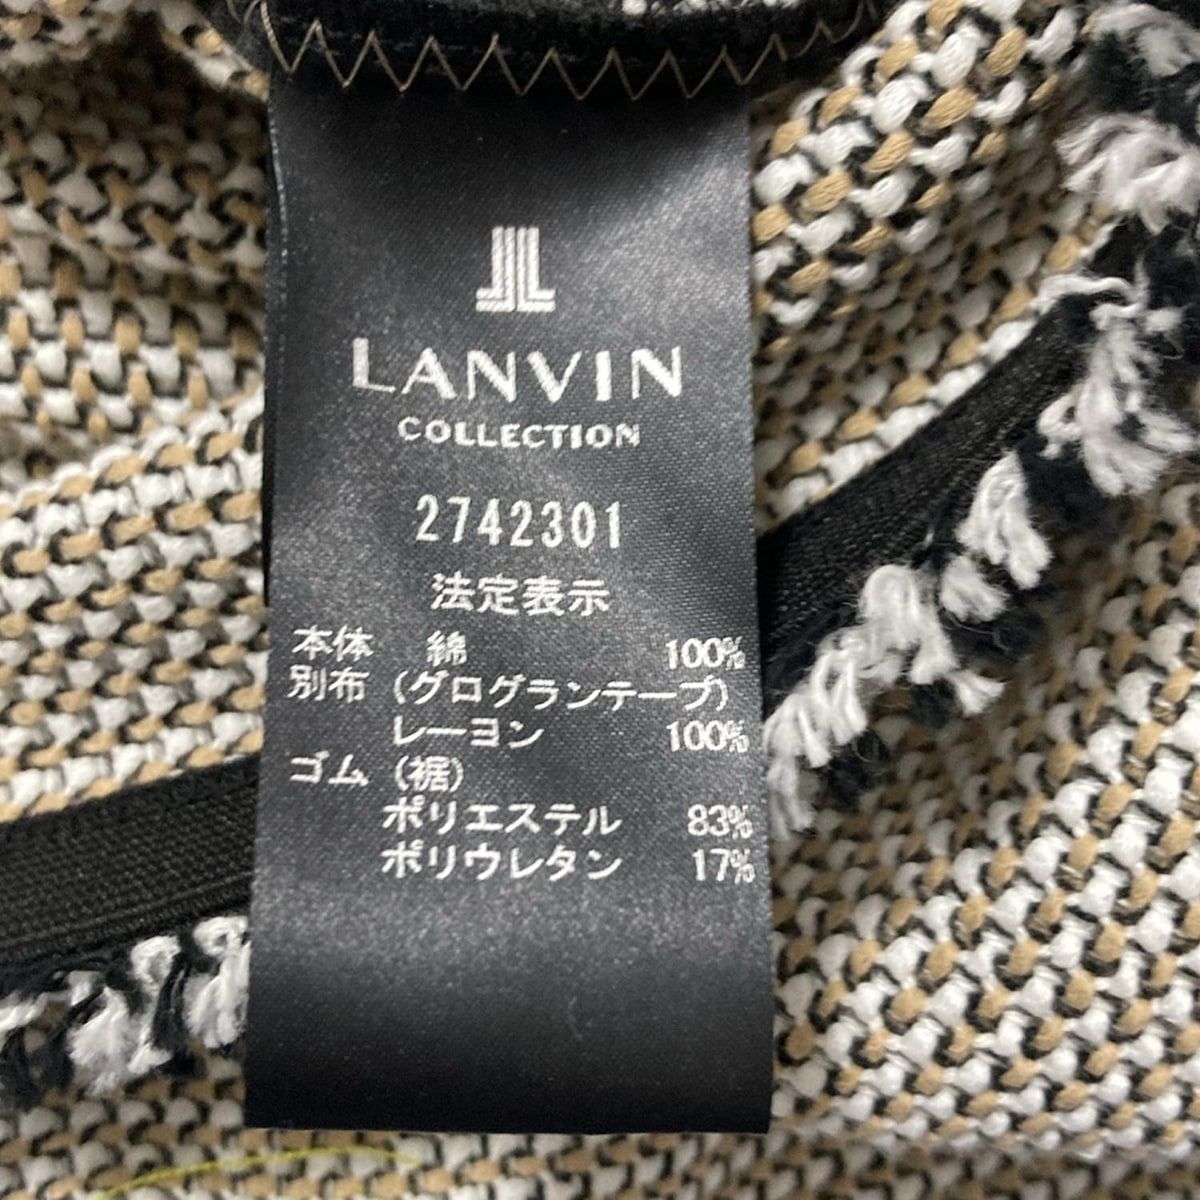 LANVIN
COLLECTION
2742301
法定表示
本体 綿 100%
別布 (グログランテープ)
レーヨン 100%
ゴム (裾)
ポリエステル 83%
ポリウレタン 17%